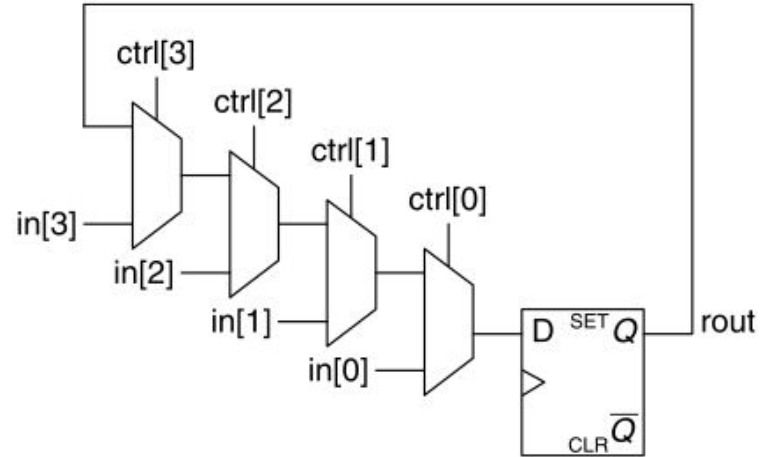 ctrl[3]
ctrl[2]
ctrl[1]
ctrl[0]
in[3]
in[2]
in[1]
in[0]
D SET Q rout
CLR Q̅